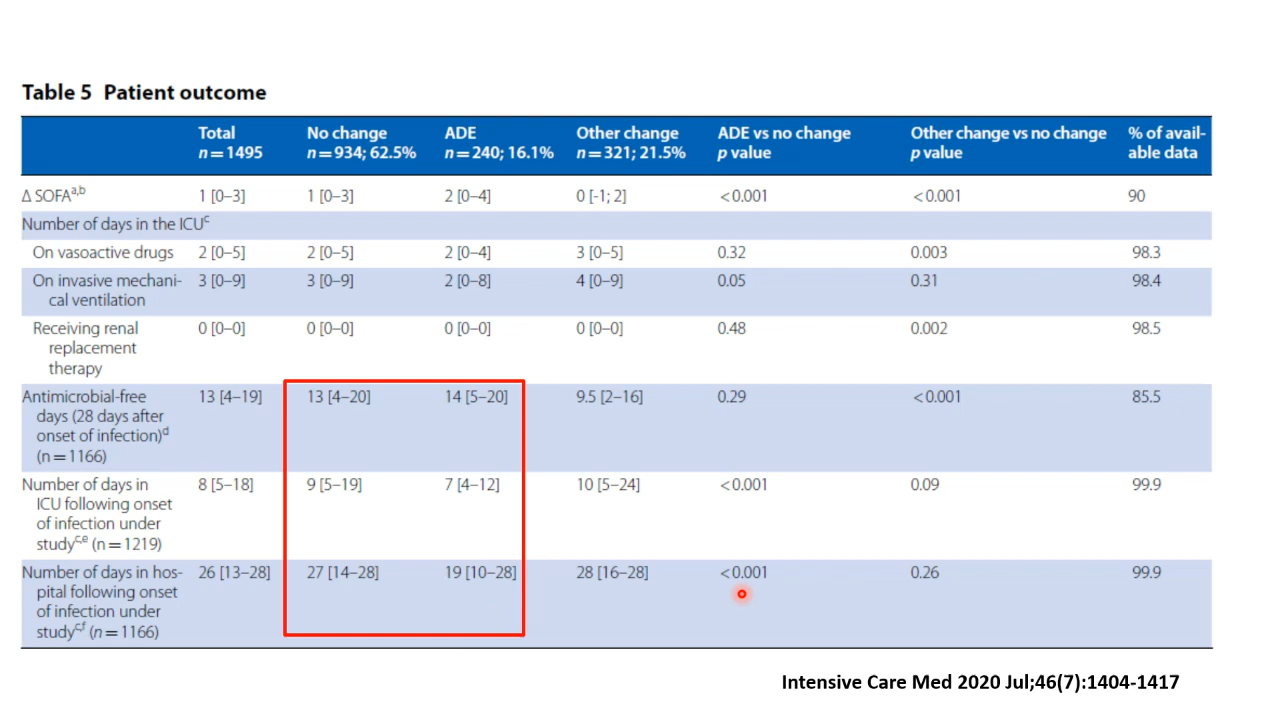 Table 5 Patient outcome
Total No change ADE Other change ADE vs no change Other change vs no change % of avail-
n=1495 n=934; 62.5% n=240; 16.1% n=321; 21.5% p value p value able data
Δ SOFAa,b 1 [0–3] 1 [0–3] 2 [0–4] 0 [-1; 2] <0.001 <0.001 90
Number of days in the ICUc
On vasoactive drugs 2 [0–5] 2 [0–5] 2 [0–4] 3 [0–5] 0.32 0.003 98.3
On invasive mechani- 3 [0–9] 3 [0–9] 2 [0–8] 4 [0–9] 0.05 0.31 98.4
cal ventilation
Receiving renal 0 [0–0] 0 [0–0] 0 [0–0] 0 [0–0] 0.48 0.002 98.5
replacement
therapy
Antimicrobial-free 13 [4–19] 13 [4–20] 14 [5–20] 9.5 [2–16] 0.29 <0.001 85.5
days (28 days after
onset of infection)d
(n=1166)
Number of days in 8 [5–18] 9 [5–19] 7 [4–12] 10 [5–24] <0.001 0.09 99.9
ICU following onset
of infection under
studyc,e (n=1219)
Number of days in hos- 26 [13–28] 27 [14–28] 19 [10–28] 28 [16–28] <0.001 0.26 99.9
pital following onset
of infection under
studyc,f (n=1166)
Intensive Care Med 2020 Jul;46(7):1404-1417